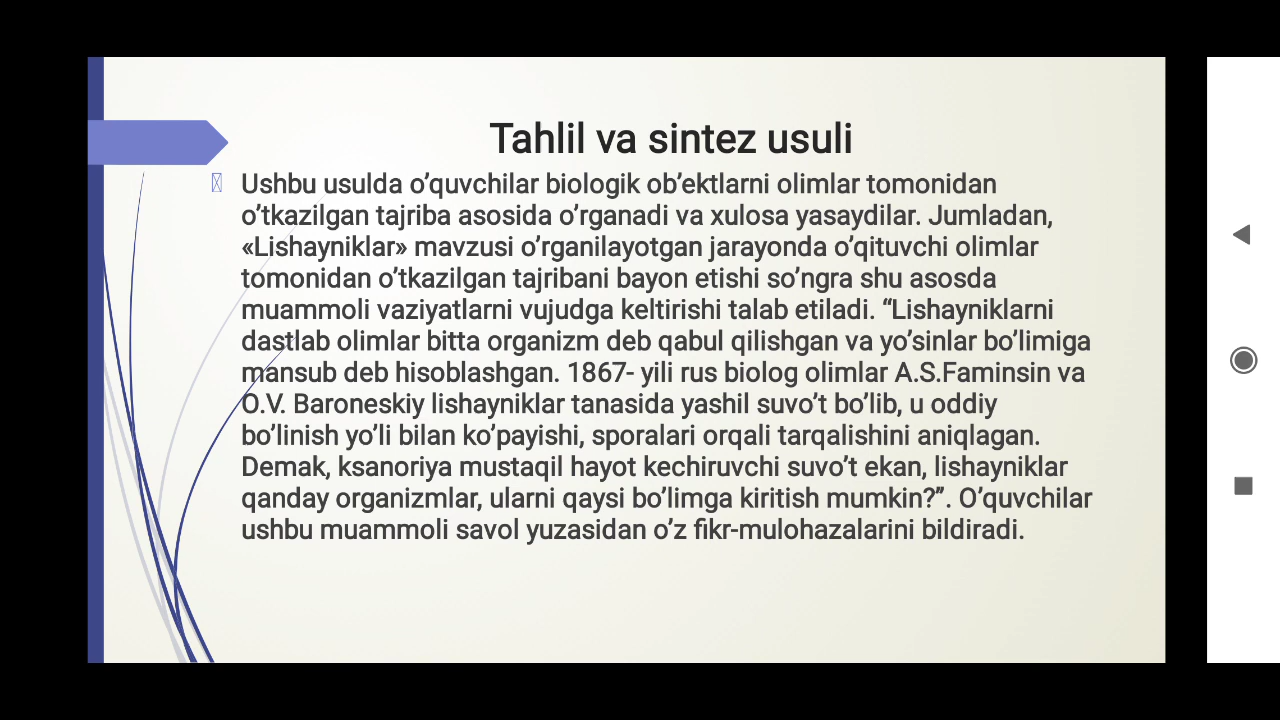 Tahlil va sintez usuli
Ushbu usulda o’quvchilar biologik ob’ektlarni olimlar tomonidan
o’tkazilgan tajriba asosida o’rganadi va xulosa yasaydilar. Jumladan,
«Lishayniklar» mavzusi o’rganilayotgan jarayonda o’qituvchi olimlar
tomonidan o’tkazilgan tajribani bayon etishi so’ngra shu asosda
muammoli vaziyatlarni vujudga keltirishi talab etiladi. “Lishayniklarni
dastlab olimlar bitta organizm deb qabul qilishgan va yo’sinlar bo’limiga
mansub deb hisoblashgan. 1867- yili rus biolog olimlar A.S.Faminsin va
O.V. Baroneskiy lishayniklar tanasida yashil suvo’t bo’lib, u oddiy
bo’linish yo’li bilan ko’payishi, sporalari orqali tarqalishini aniqlagan.
Demak, ksanoriya mustaqil hayot kechiruvchi suvo’t ekan, lishayniklar
qanday organizmlar, ularni qaysi bo’limga kiritish mumkin?”. O’quvchilar
ushbu muammoli savol yuzasidan o’z fikr-mulohazalarini bildiradi.